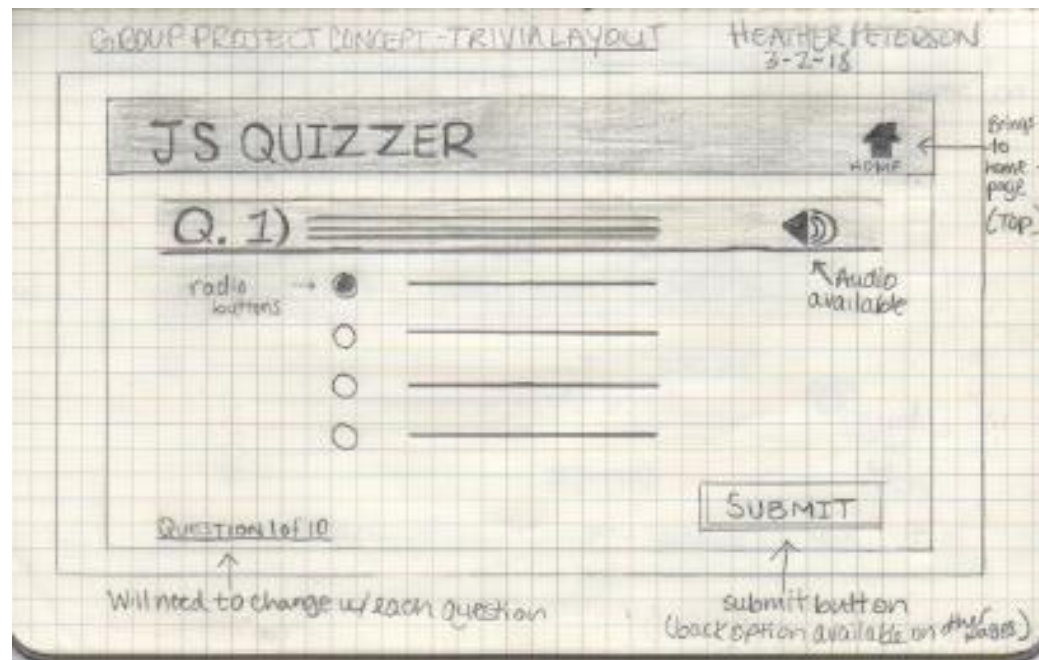 GROUP PROJECT CONCEPT - TRIVIA LAYOUT
HEATHER PETERSON
3-2-18
JS QUIZZER
HOME
Brings
to
home
page
(TOP)
Q. 1)
radio
buttons
Audio
available
SUBMIT
QUESTION 1 of 10
Will need to change w/ each question
submit button
(back option available on other pages)